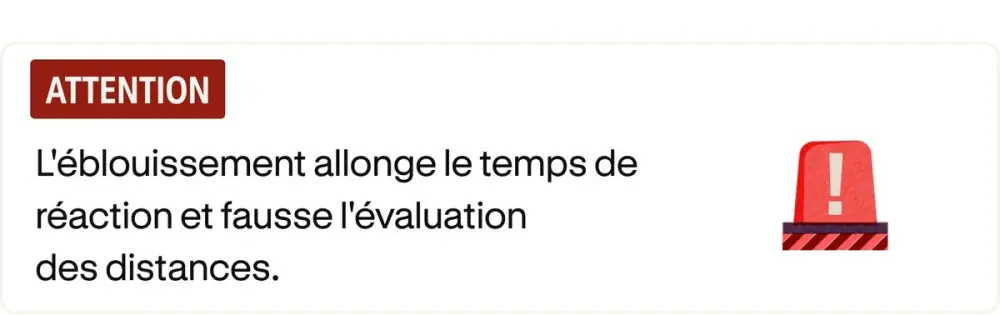 ATTENTION
L'éblouissement allonge le temps de
réaction et fausse l'évaluation
des distances.
!